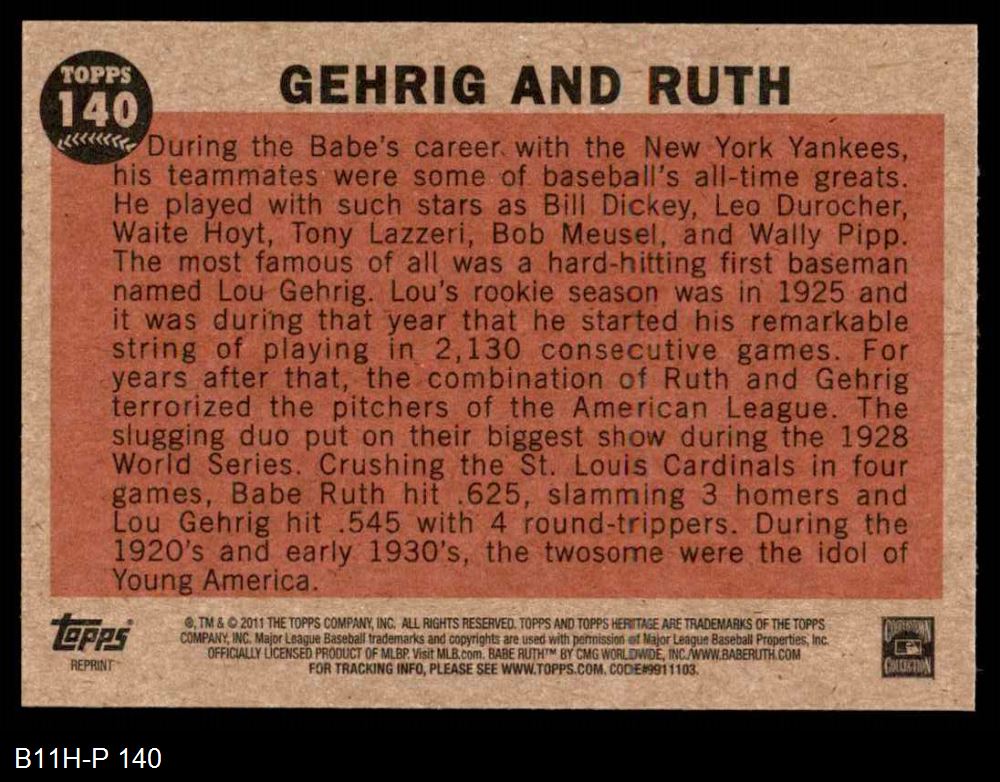 TOPPS
140
GEHRIG AND RUTH
During the Babe's career with the New York Yankees,
his teammates were some of baseball's all-time greats.
He played with such stars as Bill Dickey, Leo Durocher,
Waite Hoyt, Tony Lazzeri, Bob Meusel, and Wally Pipp.
The most famous of all was a hard-hitting first baseman
named Lou Gehrig. Lou's rookie season was in 1925 and
it was during that year that he started his remarkable
string of playing in 2,130 consecutive games. For
years after that, the combination of Ruth and Gehrig
terrorized the pitchers of the American League. The
slugging duo put on their biggest show during the 1928
World Series. Crushing the St. Louis Cardinals in four
games, Babe Ruth hit .625, slamming 3 homers and
Lou Gehrig hit .545 with 4 round-trippers. During the
1920's and early 1930's, the twosome were the idol of
Young America.
Topps
REPRINT
®, TM & © 2011 THE TOPPS COMPANY, INC. ALL RIGHTS RESERVED. TOPPS AND TOPPS HERITAGE ARE TRADEMARKS OF THE TOPPS
COMPANY, INC. Major League Baseball trademarks and copyrights are used with permission of Major League Baseball Properties, Inc.
OFFICIALLY LICENSED PRODUCT OF MLBP. Visit MLB.com. BABE RUTH™ BY CMG WORLDWIDE, INC./WWW.BABERUTH.COM
FOR TRACKING INFO, PLEASE SEE WWW.TOPPS.COM. CODE#9911103.
COOPERSTOWN
COLLECTION
B11H-P 140